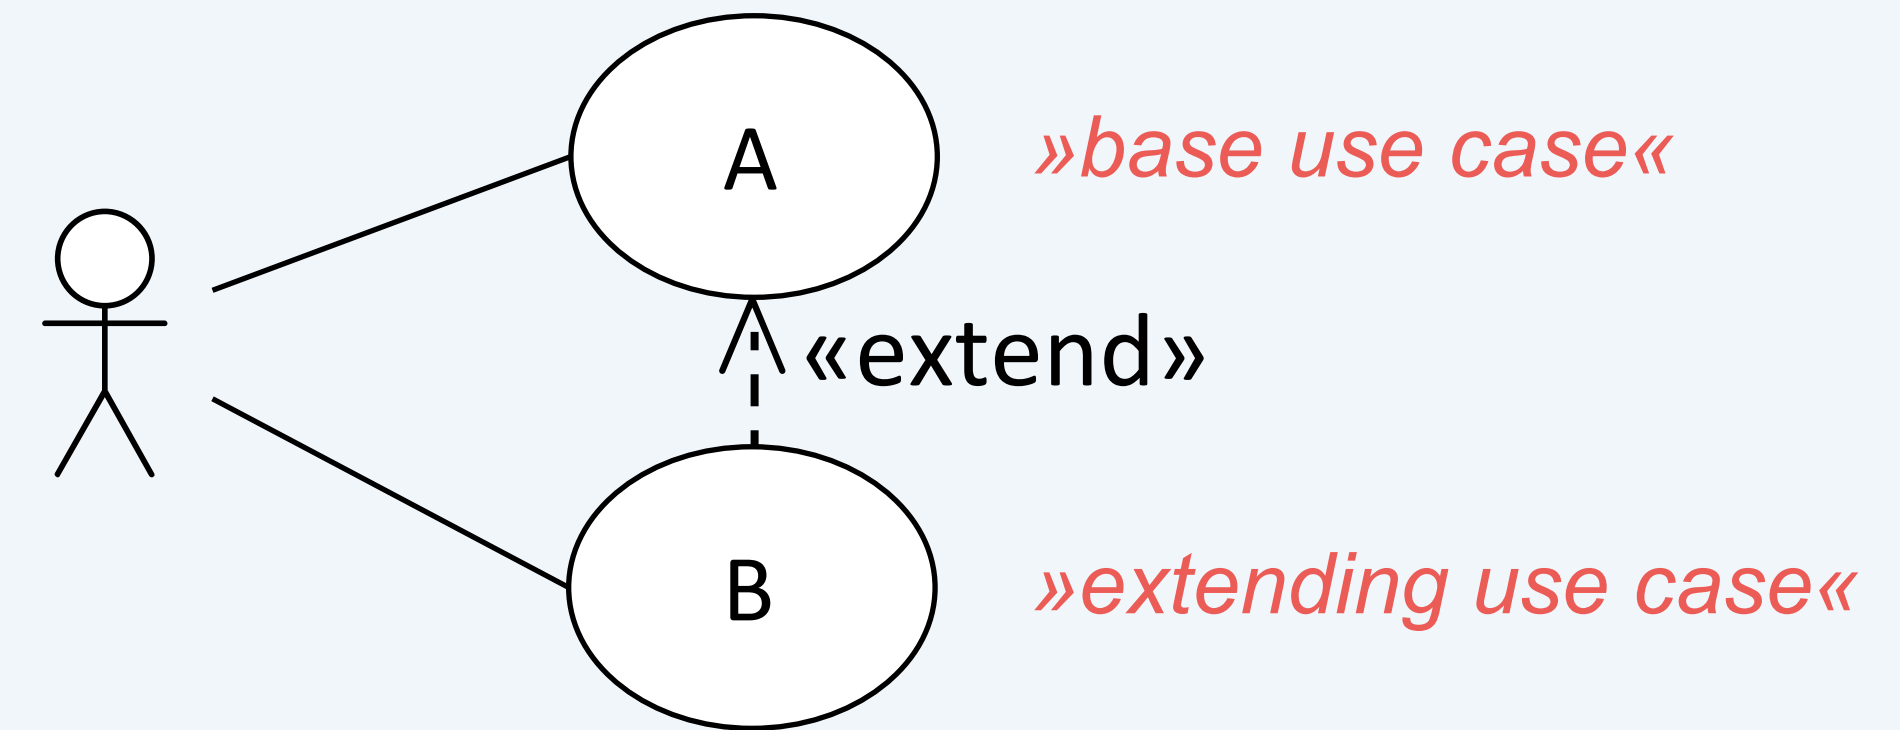 A
»base use case«
«extend»
B
»extending use case«